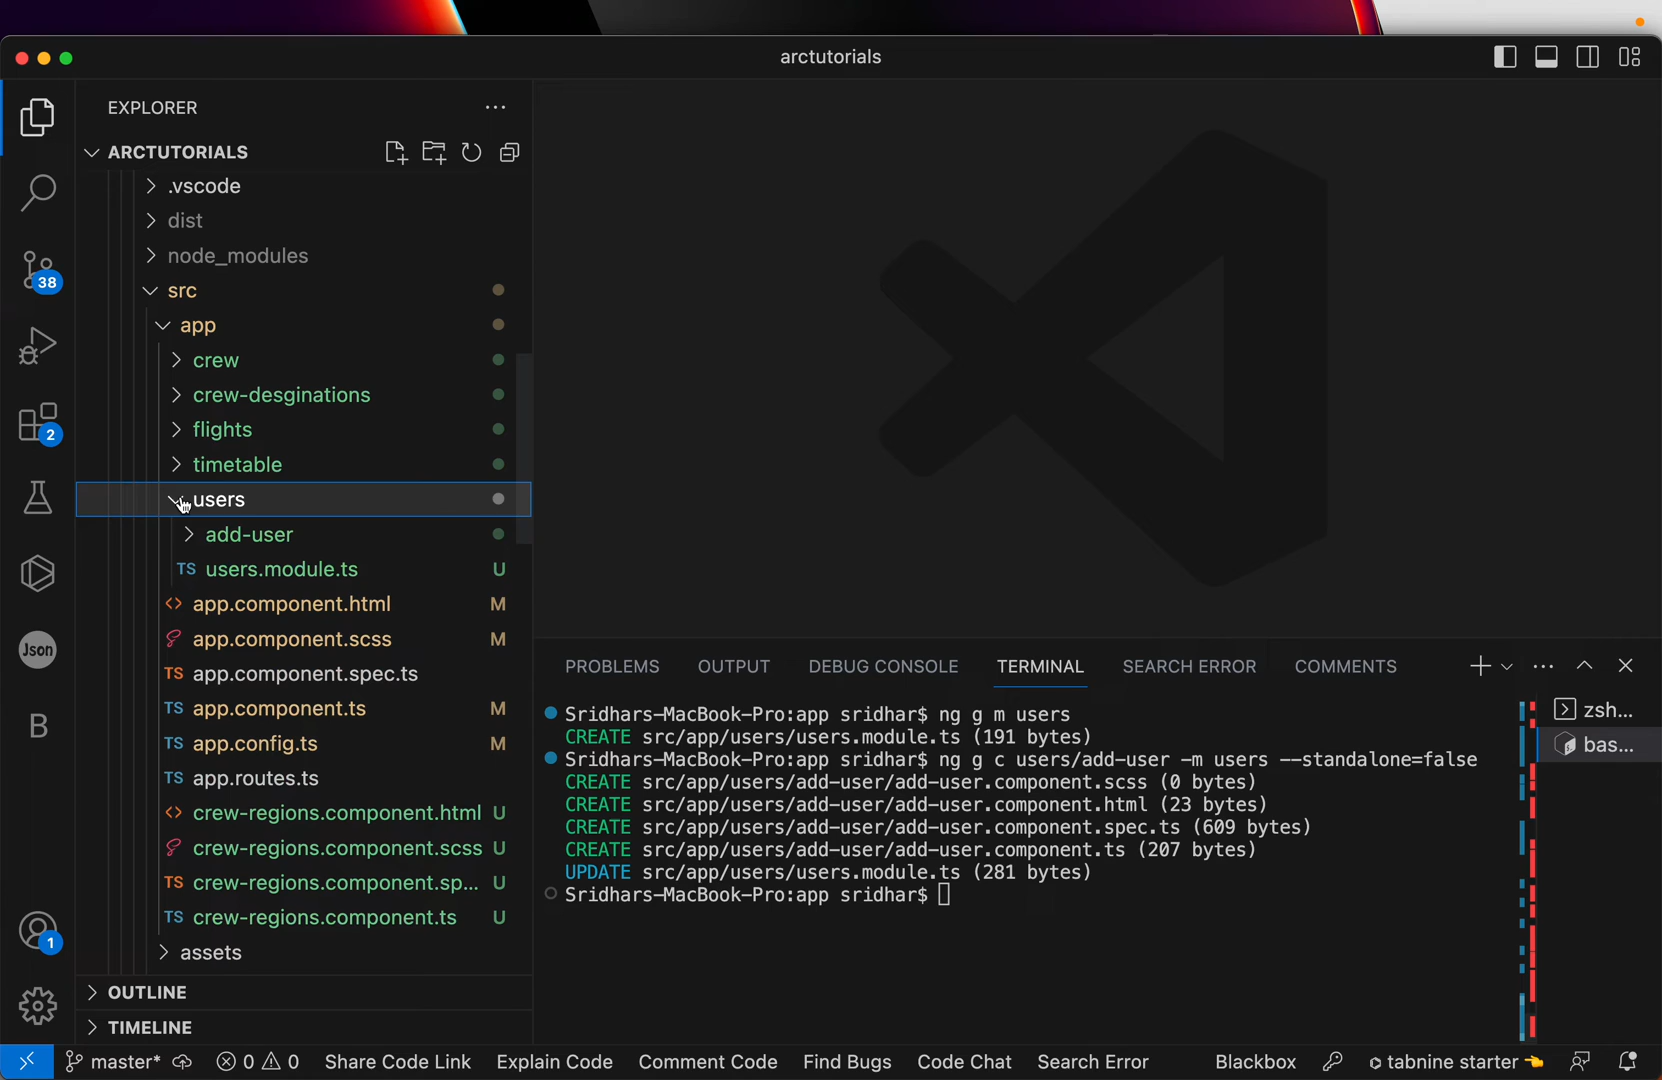 arctutorials
EXPLORER
ARCTUTORIALS
.vscode
dist
node_modules
src
app
crew
crew-desginations
flights
timetable
users
add-user
TS users.module.ts U
<> app.component.html M
app.component.scss M
TS app.component.spec.ts
TS app.component.ts M
TS app.config.ts M
TS app.routes.ts
<> crew-regions.component.html U
crew-regions.component.scss U
TS crew-regions.component.sp... U
TS crew-regions.component.ts U
assets
OUTLINE
TIMELINE
38
2
Json
B
1
PROBLEMS OUTPUT DEBUG CONSOLE TERMINAL SEARCH ERROR COMMENTS
Sridhars-MacBook-Pro:app sridhar$ ng g m users
CREATE src/app/users/users.module.ts (191 bytes)
Sridhars-MacBook-Pro:app sridhar$ ng g c users/add-user -m users --standalone=false
CREATE src/app/users/add-user/add-user.component.scss (0 bytes)
CREATE src/app/users/add-user/add-user.component.html (23 bytes)
CREATE src/app/users/add-user/add-user.component.spec.ts (609 bytes)
CREATE src/app/users/add-user/add-user.component.ts (207 bytes)
UPDATE src/app/users/users.module.ts (281 bytes)
Sridhars-MacBook-Pro:app sridhar$
zsh...
bas...
master* 0 0 Share Code Link Explain Code Comment Code Find Bugs Code Chat Search Error Blackbox tabnine starter